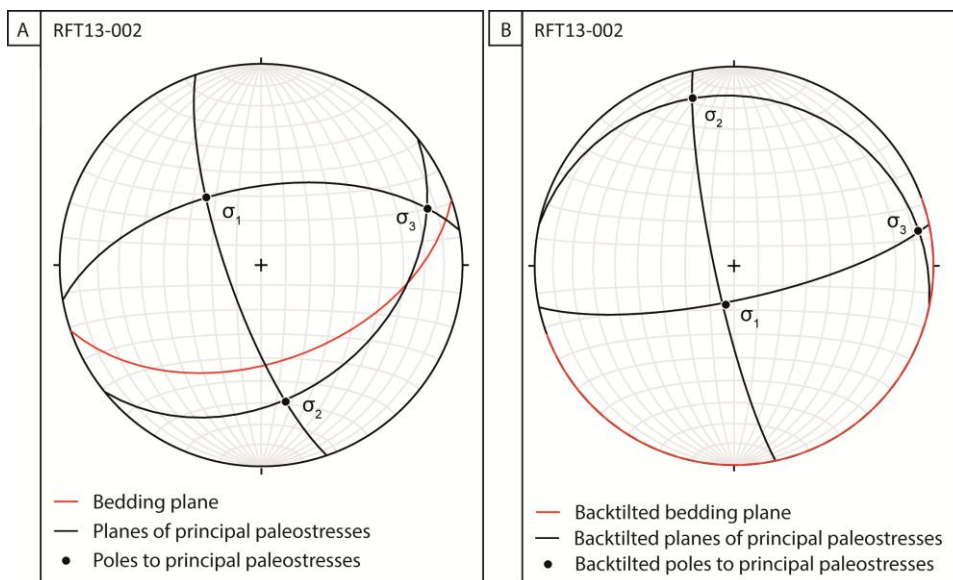 A
RFT13-002
σ1
σ3
σ2
Bedding plane
Planes of principal paleostresses
Poles to principal paleostresses
B
RFT13-002
σ2
σ3
σ1
Backtilted bedding plane
Backtilted planes of principal paleostresses
Backtilted poles to principal paleostresses